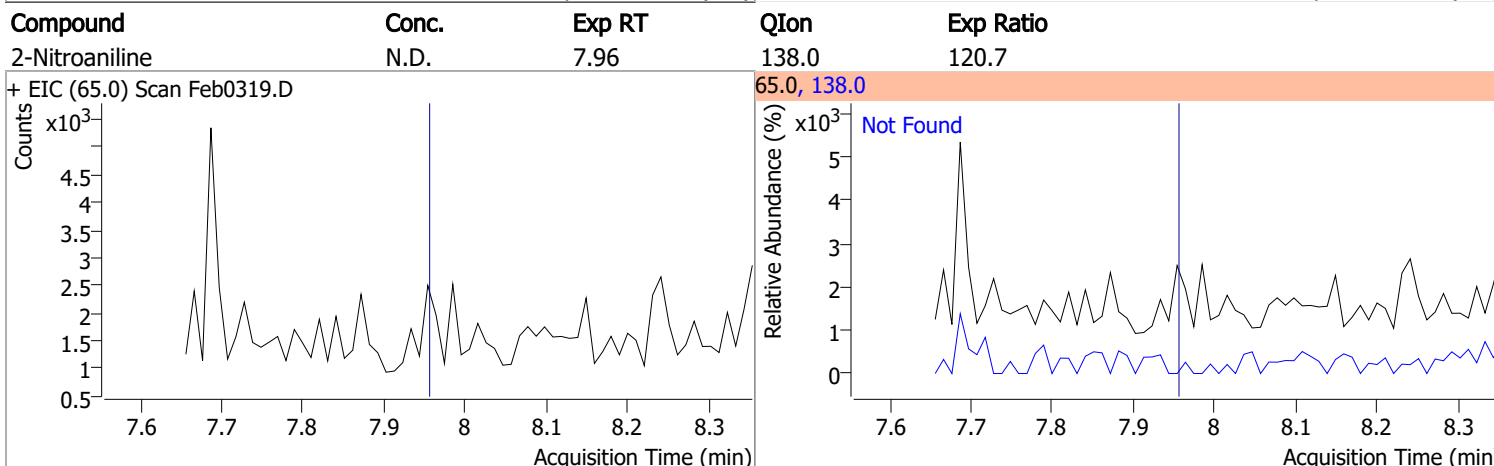 Compound Conc. Exp RT QIon Exp Ratio
2-Nitroaniline N.D. 7.96 138.0 120.7
+ EIC (65.0) Scan Feb0319.D
Counts
x10³
4.5
4
3.5
3
2.5
2
1.5
1
0.5
7.6 7.7 7.8 7.9 8 8.1 8.2 8.3
Acquisition Time (min)
65.0, 138.0
Relative Abundance (%)
x10³
Not Found
5
4
3
2
1
0
7.6 7.7 7.8 7.9 8 8.1 8.2 8.3
Acquisition Time (min)